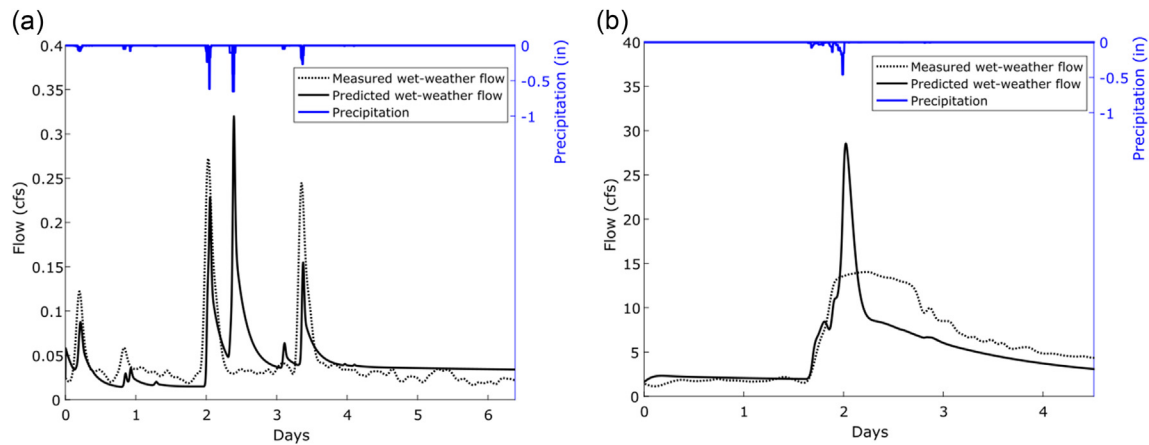 (a)
0.4
0.35
0.3
0.25
0.2
0.15
0.1
0.05
0
Flow (cfs)
0 1 2 3 4 5 6
Days
0
-0.5
-1
Precipitation (in)
Measured wet-weather flow
Predicted wet-weather flow
Precipitation
(b)
40
35
30
25
20
15
10
5
0
Flow (cfs)
0 1 2 3 4
Days
0
-0.5
-1
Precipitation (in)
Measured wet-weather flow
Predicted wet-weather flow
Precipitation